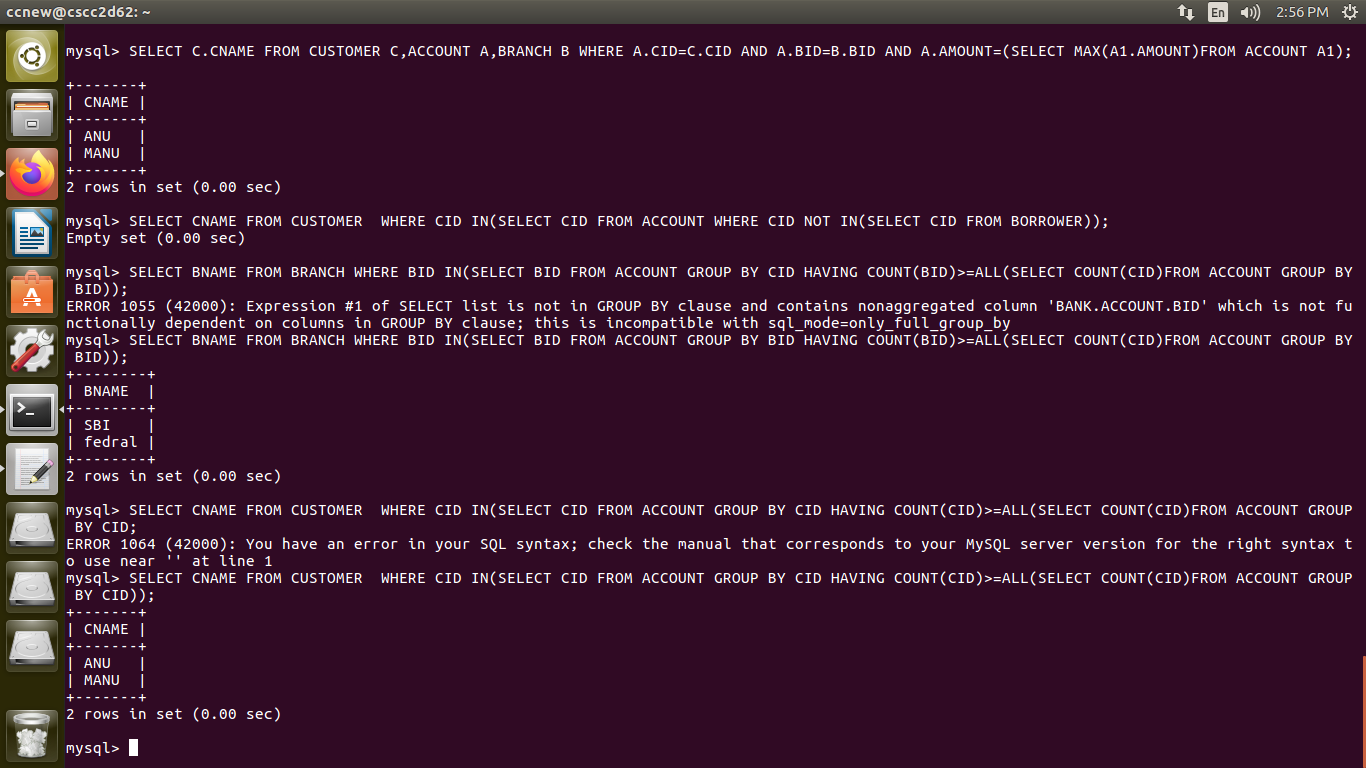 ccnew@cscc2d62: ~
En
2:56 PM
mysql> SELECT C.CNAME FROM CUSTOMER C,ACCOUNT A,BRANCH B WHERE A.CID=C.CID AND A.BID=B.BID AND A.AMOUNT=(SELECT MAX(A1.AMOUNT)FROM ACCOUNT A1);
+-------+
| CNAME |
+-------+
| ANU   |
| MANU  |
+-------+
2 rows in set (0.00 sec)
mysql> SELECT CNAME FROM CUSTOMER  WHERE CID IN(SELECT CID FROM ACCOUNT WHERE CID NOT IN(SELECT CID FROM BORROWER));
Empty set (0.00 sec)
mysql> SELECT BNAME FROM BRANCH WHERE BID IN(SELECT BID FROM ACCOUNT GROUP BY CID HAVING COUNT(BID)>=ALL(SELECT COUNT(CID)FROM ACCOUNT GROUP BY
 BID));
ERROR 1055 (42000): Expression #1 of SELECT list is not in GROUP BY clause and contains nonaggregated column 'BANK.ACCOUNT.BID' which is not fu
nctionally dependent on columns in GROUP BY clause; this is incompatible with sql_mode=only_full_group_by
mysql> SELECT BNAME FROM BRANCH WHERE BID IN(SELECT BID FROM ACCOUNT GROUP BY BID HAVING COUNT(BID)>=ALL(SELECT COUNT(CID)FROM ACCOUNT GROUP BY
 BID));
+--------+
| BNAME  |
+--------+
| SBI    |
| fedral |
+--------+
2 rows in set (0.00 sec)
mysql> SELECT CNAME FROM CUSTOMER  WHERE CID IN(SELECT CID FROM ACCOUNT GROUP BY CID HAVING COUNT(CID)>=ALL(SELECT COUNT(CID)FROM ACCOUNT GROUP
 BY CID;
ERROR 1064 (42000): You have an error in your SQL syntax; check the manual that corresponds to your MySQL server version for the right syntax t
o use near '' at line 1
mysql> SELECT CNAME FROM CUSTOMER  WHERE CID IN(SELECT CID FROM ACCOUNT GROUP BY CID HAVING COUNT(CID)>=ALL(SELECT COUNT(CID)FROM ACCOUNT GROUP
 BY CID));
+-------+
| CNAME |
+-------+
| ANU   |
| MANU  |
+-------+
2 rows in set (0.00 sec)
mysql>